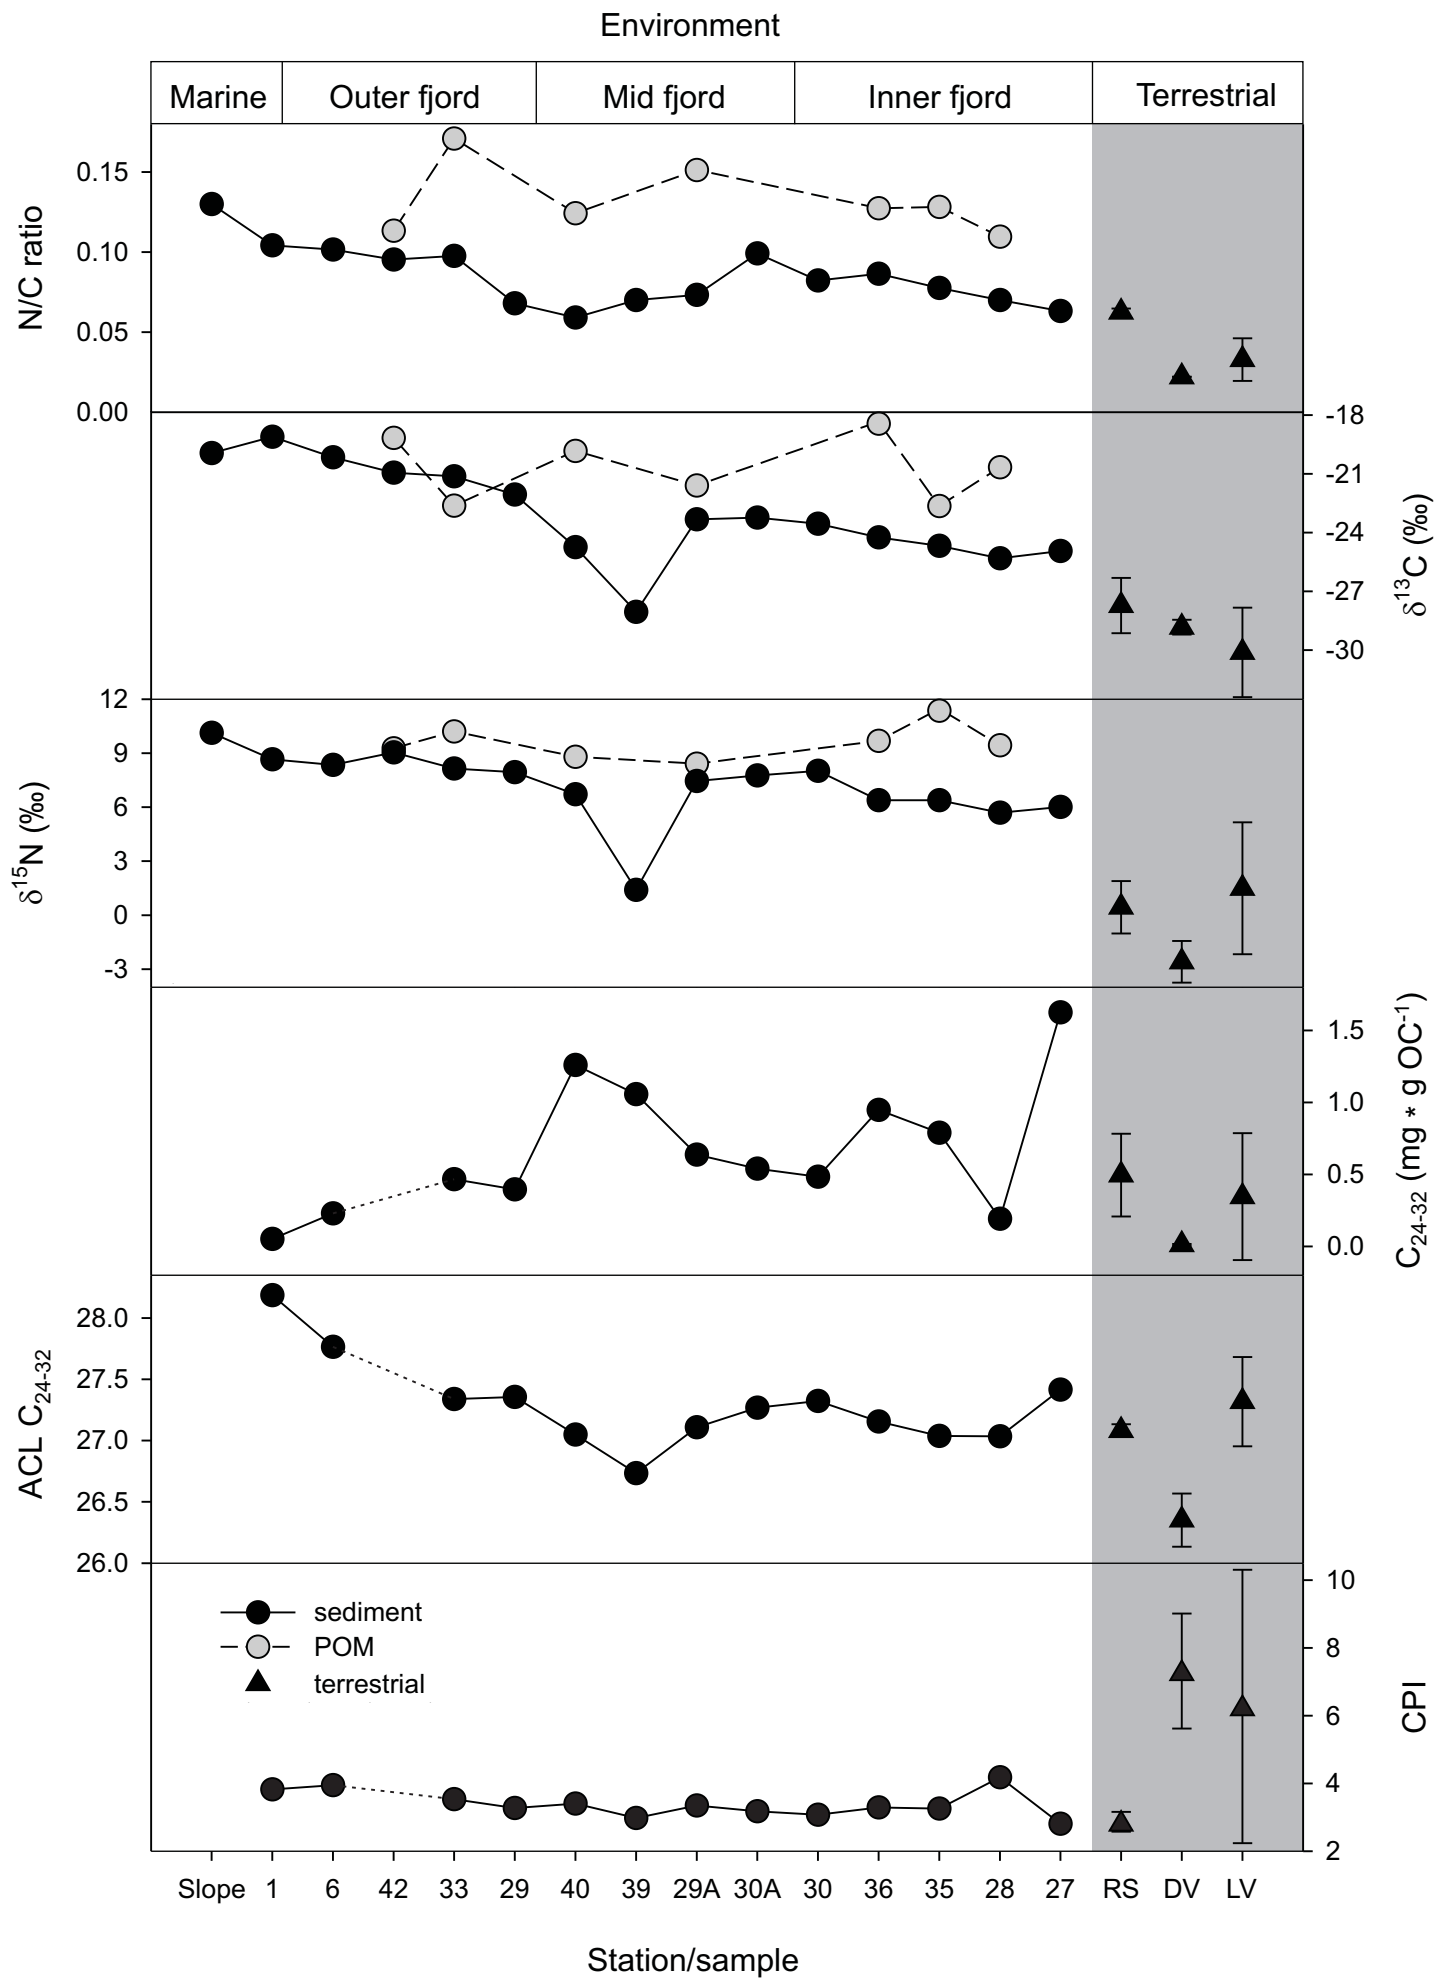 Environment
Marine Outer fjord Mid fjord Inner fjord Terrestrial
N/C ratio
0.15
0.10
0.05
0.00
-18
-21
-24
-27
-30
δ¹³C (‰)
δ¹⁵N (‰)
12
9
6
3
0
-3
1.5
1.0
0.5
0.0
C₂₄₋₃₂ (mg * g OC⁻¹)
ACL C₂₄₋₃₂
28.0
27.5
27.0
26.5
26.0
sediment
POM
terrestrial
10
8
6
4
2
CPI
Slope 1 6 42 33 29 40 39 29A 30A 30 36 35 28 27 RS DV LV
Station/sample